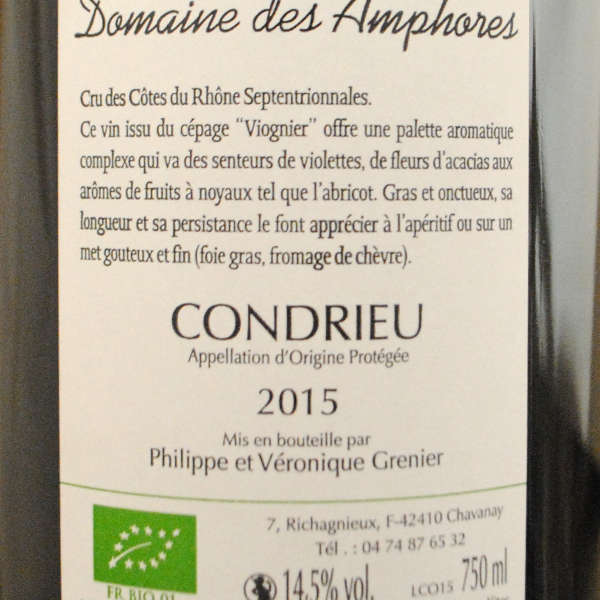 Domaine des Amphores
Cru des Côtes du Rhône Septentrionnales.
Ce vin issu du cépage "Viognier" offre une palette aromatique
complexe qui va des senteurs de violettes, de fleurs d'acacias aux
arômes de fruits à noyaux tel que l'abricot. Gras et onctueux, sa
longueur et sa persistance le font apprécier à l'apéritif ou sur un
met gouteux et fin (foie gras, fromage de chèvre).
CONDRIEU
Appellation d'Origine Protégée
2015
Mis en bouteille par
Philippe et Véronique Grenier
7, Richagnieux, F-42410 Chavanay
Tél . : 04 74 87 65 32
14,5% vol. LCO15 750 ml
FR BIO 01